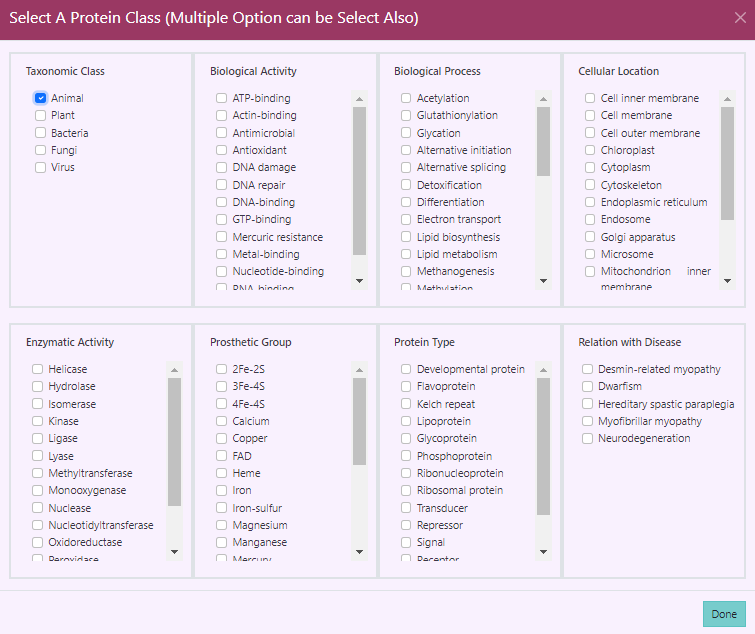 Select A Protein Class (Multiple Option can be Select Also)
Taxonomic Class
Animal
Plant
Bacteria
Fungi
Virus
Biological Activity
ATP-binding
Actin-binding
Antimicrobial
Antioxidant
DNA damage
DNA repair
DNA-binding
GTP-binding
Mercuric resistance
Metal-binding
Nucleotide-binding
RNA-binding
Biological Process
Acetylation
Glutathionylation
Glycation
Alternative initiation
Alternative splicing
Detoxification
Differentiation
Electron transport
Lipid biosynthesis
Lipid metabolism
Methanogenesis
Methylation
Cellular Location
Cell inner membrane
Cell membrane
Cell outer membrane
Chloroplast
Cytoplasm
Cytoskeleton
Endoplasmic reticulum
Endosome
Golgi apparatus
Microsome
Mitochondrion inner
membrane
Enzymatic Activity
Helicase
Hydrolase
Isomerase
Kinase
Ligase
Lyase
Methyltransferase
Monooxygenase
Nuclease
Nucleotidyltransferase
Oxidoreductase
Peroxidase
Prosthetic Group
2Fe-2S
3Fe-4S
4Fe-4S
Calcium
Copper
FAD
Heme
Iron
Iron-sulfur
Magnesium
Manganese
Mercury
Protein Type
Developmental protein
Flavoprotein
Kelch repeat
Lipoprotein
Glycoprotein
Phosphoprotein
Ribonucleoprotein
Ribosomal protein
Transducer
Repressor
Signal
Receptor
Relation with Disease
Desmin-related myopathy
Dwarfism
Hereditary spastic paraplegia
Myofibrillar myopathy
Neurodegeneration
Done